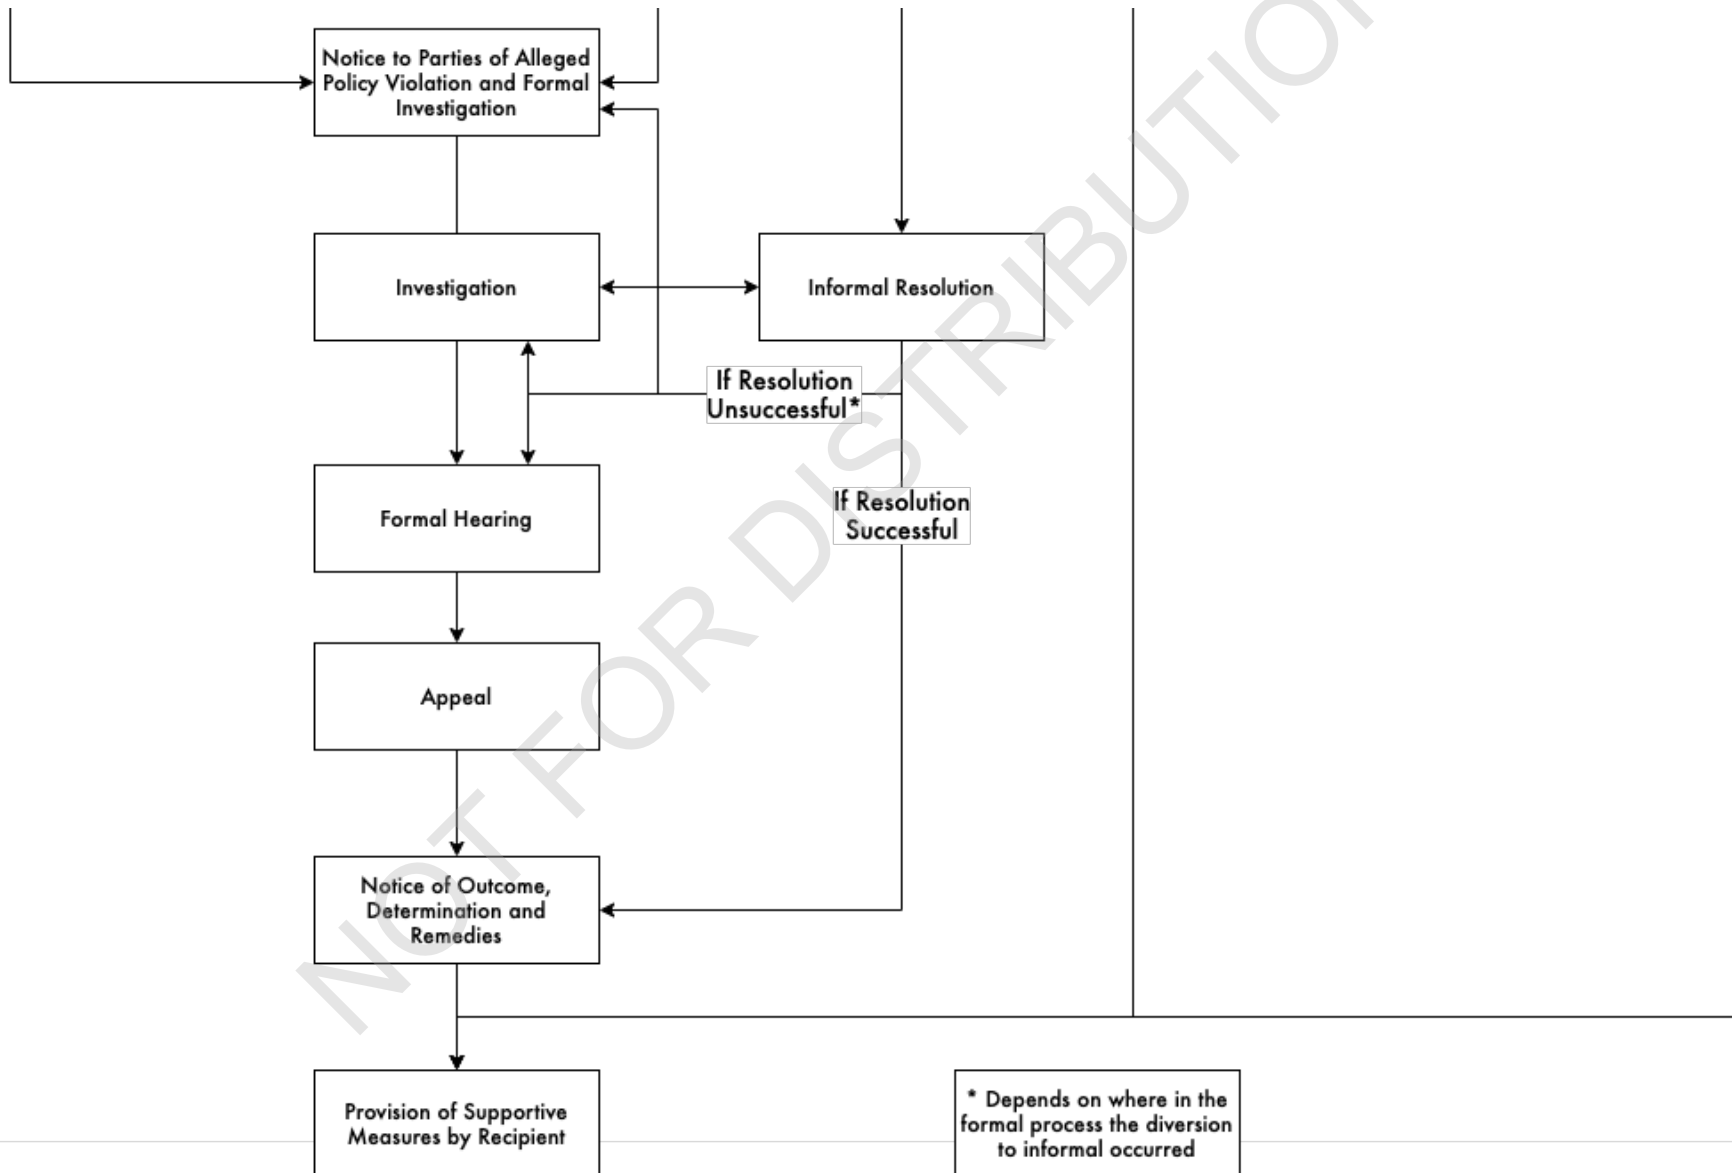 Notice to Parties of Alleged
Policy Violation and Formal
Investigation
Investigation
Informal Resolution
If Resolution
Unsuccessful*
If Resolution
Successful
Formal Hearing
Appeal
Notice of Outcome,
Determination and
Remedies
Provision of Supportive
Measures by Recipient
* Depends on where in the
formal process the diversion
to informal occurred
NOT FOR DISTRIBUTION